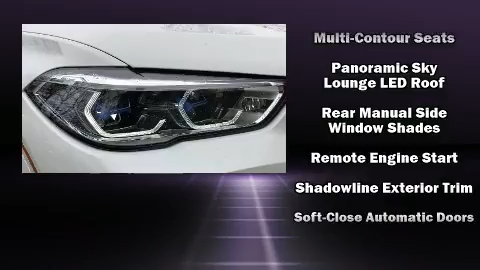 Multi-Contour Seats
Panoramic Sky
Lounge LED Roof
Rear Manual Side
Window Shades
Remote Engine Start
Shadowline Exterior Trim
Soft-Close Automatic Doors